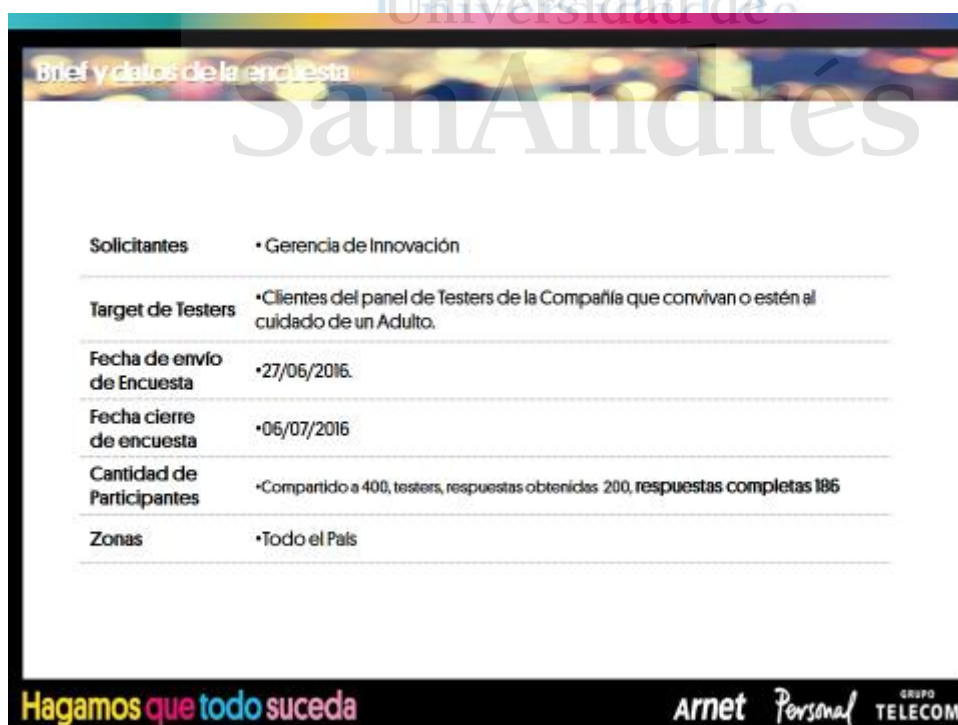 Universidad de
SanAndrés
Brief y datos de la encuesta
Solicitantes
• Gerencia de Innovación
Target de Testers
•Clientes del panel de Testers de la Compañía que convivan o estén al
cuidado de un Adulto.
Fecha de envío
de Encuesta
•27/06/2016.
Fecha cierre
de encuesta
•06/07/2016
Cantidad de
Participantes
•Compartido a 400, testers, respuestas obtenidas 200, respuestas completas 186
Zonas
•Todo el País
Hagamos que todo suceda
Arnet
Personal
GRUPO
TELECOM